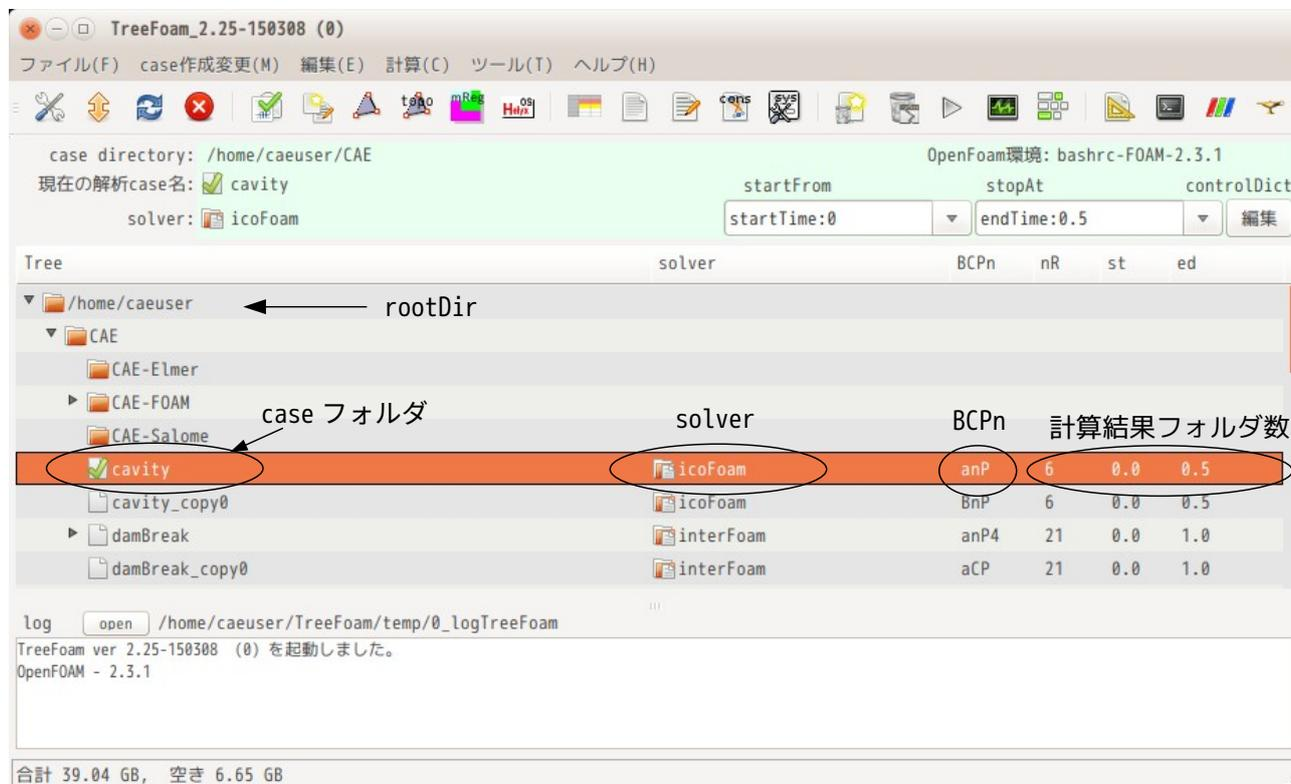 TreeFoam_2.25-150308 (0)
ファイル(F) case作成変更(M) 編集(E) 計算(C) ツール(T) ヘルプ(H)
topo mReg Helyx OS cens sys
case directory: /home/caeuser/CAE OpenFoam環境: bashrc-FOAM-2.3.1
現在の解析case名: cavity startFrom stopAt controlDict
solver: icoFoam startTime:0 endTime:0.5 編集
Tree solver BCPn nR st ed
/home/caeuser rootDir
CAE
CAE-Elmer
CAE-FOAM case フォルダ solver BCPn 計算結果フォルダ数
CAE-Salome
cavity icoFoam anP 6 0.0 0.5
cavity_copy0 icoFoam BnP 6 0.0 0.5
damBreak interFoam anP4 21 0.0 1.0
damBreak_copy0 interFoam aCP 21 0.0 1.0
log open /home/caeuser/TreeFoam/temp/0_logTreeFoam
TreeFoam ver 2.25-150308 (0) を起動しました。
OpenFOAM - 2.3.1
合計 39.04 GB, 空き 6.65 GB